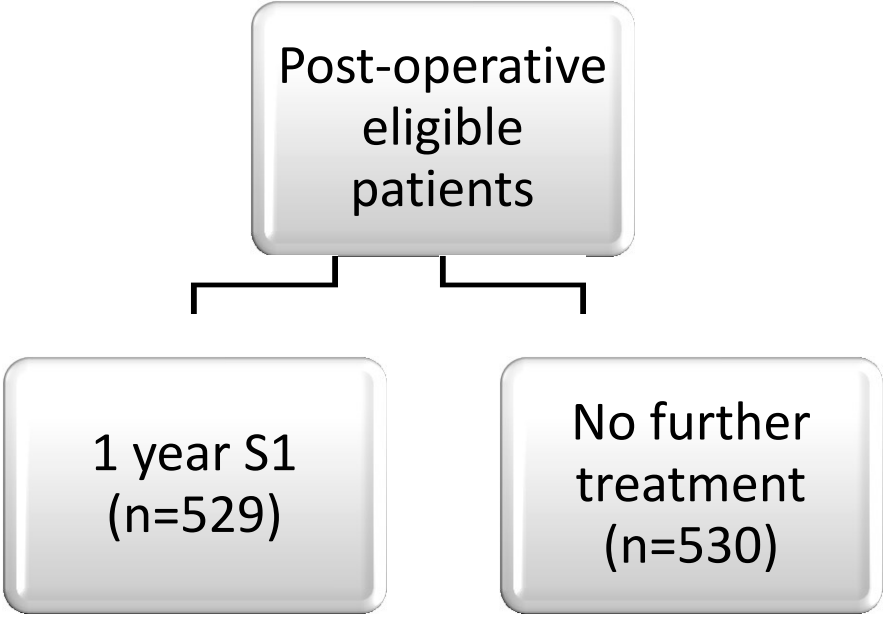 Post-operative
eligible
patients
1 year S1
(n=529)
No further
treatment
(n=530)